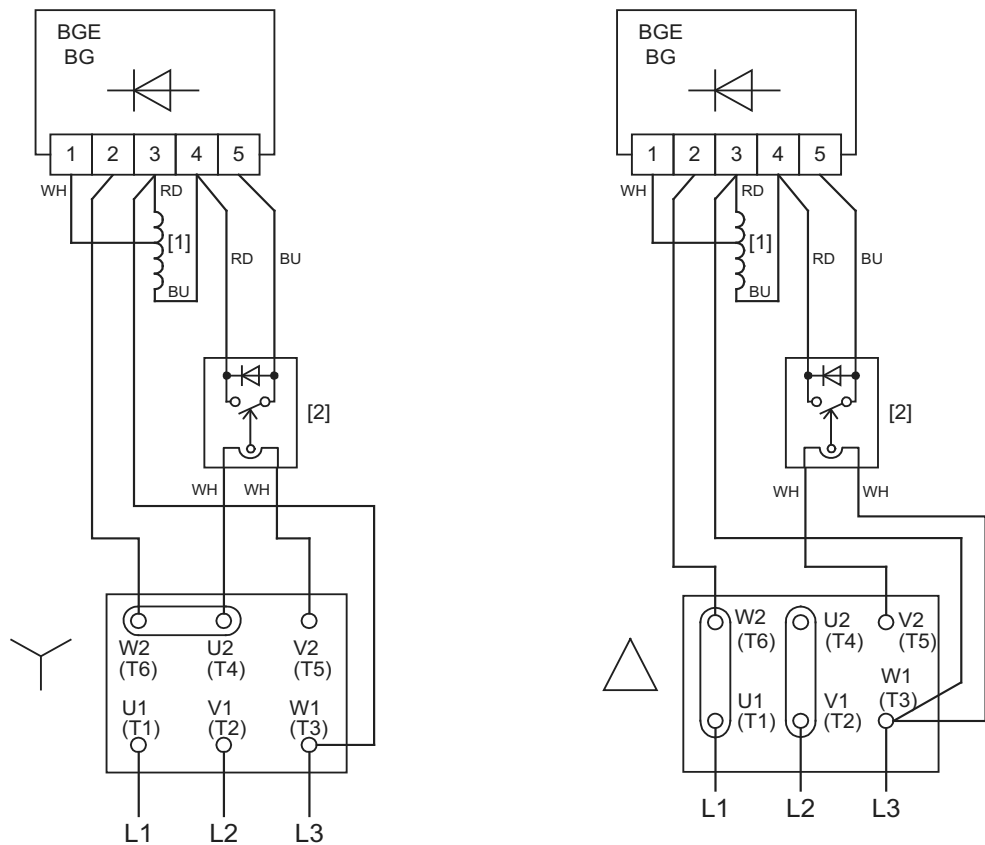 BGE
BG
1 2 3 4 5
WH
RD
[1]
BU
RD
BU
[2]
WH
WH
W2
(T6)
U2
(T4)
V2
(T5)
U1
(T1)
V1
(T2)
W1
(T3)
L1
L2
L3
BGE
BG
1 2 3 4 5
WH
RD
[1]
BU
RD
BU
[2]
WH
WH
W2
(T6)
U2
(T4)
V2
(T5)
U1
(T1)
V1
(T2)
W1
(T3)
L1
L2
L3